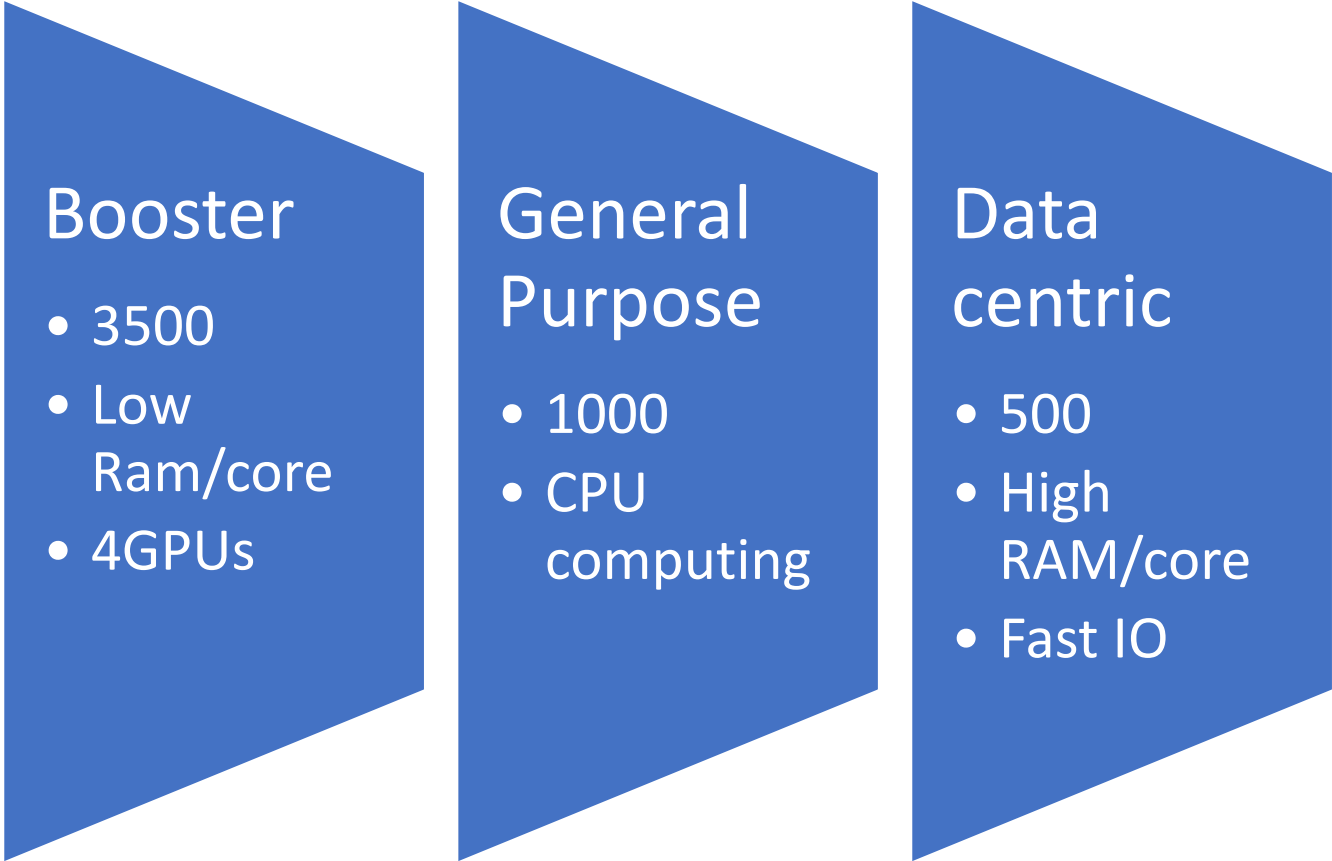 Booster
• 3500
• Low
Ram/core
• 4GPUs
General
Purpose
• 1000
• CPU
computing
Data
centric
• 500
• High
RAM/core
• Fast IO